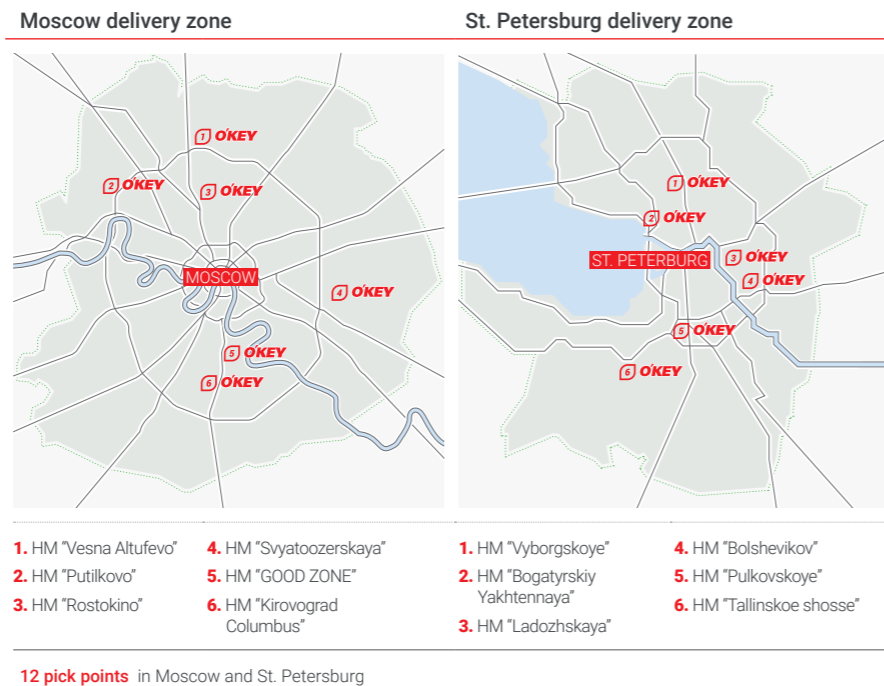 Moscow delivery zone
1 O'KEY
2 O'KEY
3 O'KEY
MOSCOW
4 O'KEY
5 O'KEY
6 O'KEY
1. HM "Vesna Altufevo"
2. HM "Putilkovo"
3. HM "Rostokino"
4. HM "Svyatoozerskaya"
5. HM "GOOD ZONE"
6. HM "Kirovograd
Columbus"
St. Petersburg delivery zone
1 O'KEY
2 O'KEY
ST. PETERBURG
3 O'KEY
4 O'KEY
5 O'KEY
6 O'KEY
1. HM "Vyborgskoye"
2. HM "Bogatyrskiy
Yakhtennaya"
3. HM "Ladozhskaya"
4. HM "Bolshevikov"
5. HM "Pulkovskoye"
6. HM "Tallinskoe shosse"
12 pick points in Moscow and St. Petersburg